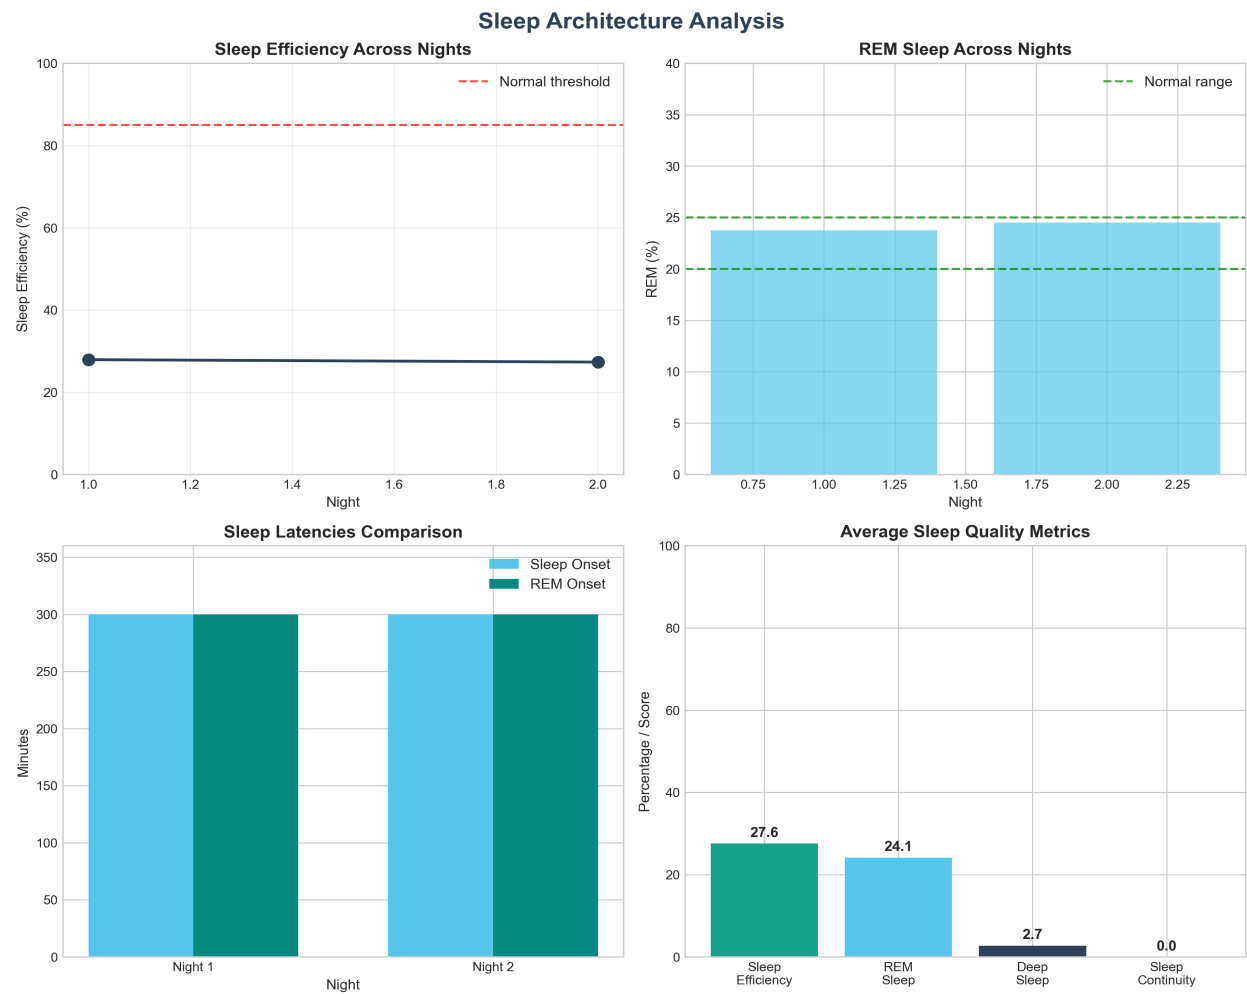 Sleep Architecture Analysis
Sleep Efficiency Across Nights
100
80
60
40
20
0
Sleep Efficiency (%)
Normal threshold
1.0 1.2 1.4 1.6 1.8 2.0
Night
REM Sleep Across Nights
40
35
30
25
20
15
10
5
0
REM (%)
Normal range
0.75 1.00 1.25 1.50 1.75 2.00 2.25
Night
Sleep Latencies Comparison
350
300
250
200
150
100
50
0
Minutes
Sleep Onset
REM Onset
Night 1 Night 2
Night
Average Sleep Quality Metrics
100
80
60
40
20
0
Percentage / Score
27.6
24.1
2.7
0.0
Sleep
Efficiency
REM
Sleep
Deep
Sleep
Sleep
Continuity